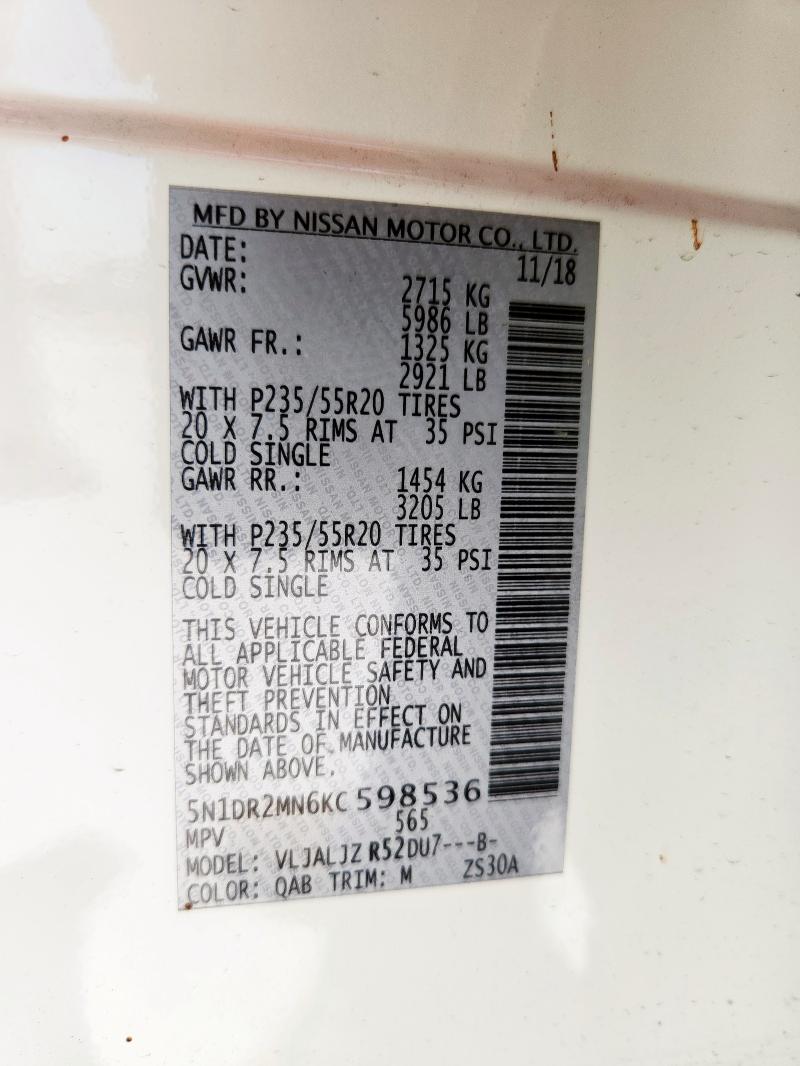 MFD BY NISSAN MOTOR CO., LTD.
DATE: 11/18
GVWR: 2715 KG
5986 LB
GAWR FR.: 1325 KG
2921 LB
WITH P235/55R20 TIRES
20 X 7.5 RIMS AT 35 PSI
COLD SINGLE
GAWR RR.: 1454 KG
3205 LB
WITH P235/55R20 TIRES
20 X 7.5 RIMS AT 35 PSI
COLD SINGLE
THIS VEHICLE CONFORMS TO
ALL APPLICABLE FEDERAL
MOTOR VEHICLE SAFETY AND
THEFT PREVENTION
STANDARDS IN EFFECT ON
THE DATE OF MANUFACTURE
SHOWN ABOVE.
5N1DR2MN6KC 598536
MPV 565
MODEL: VLJALJZ R52DU7---B-
COLOR: QAB TRIM: M ZS30A